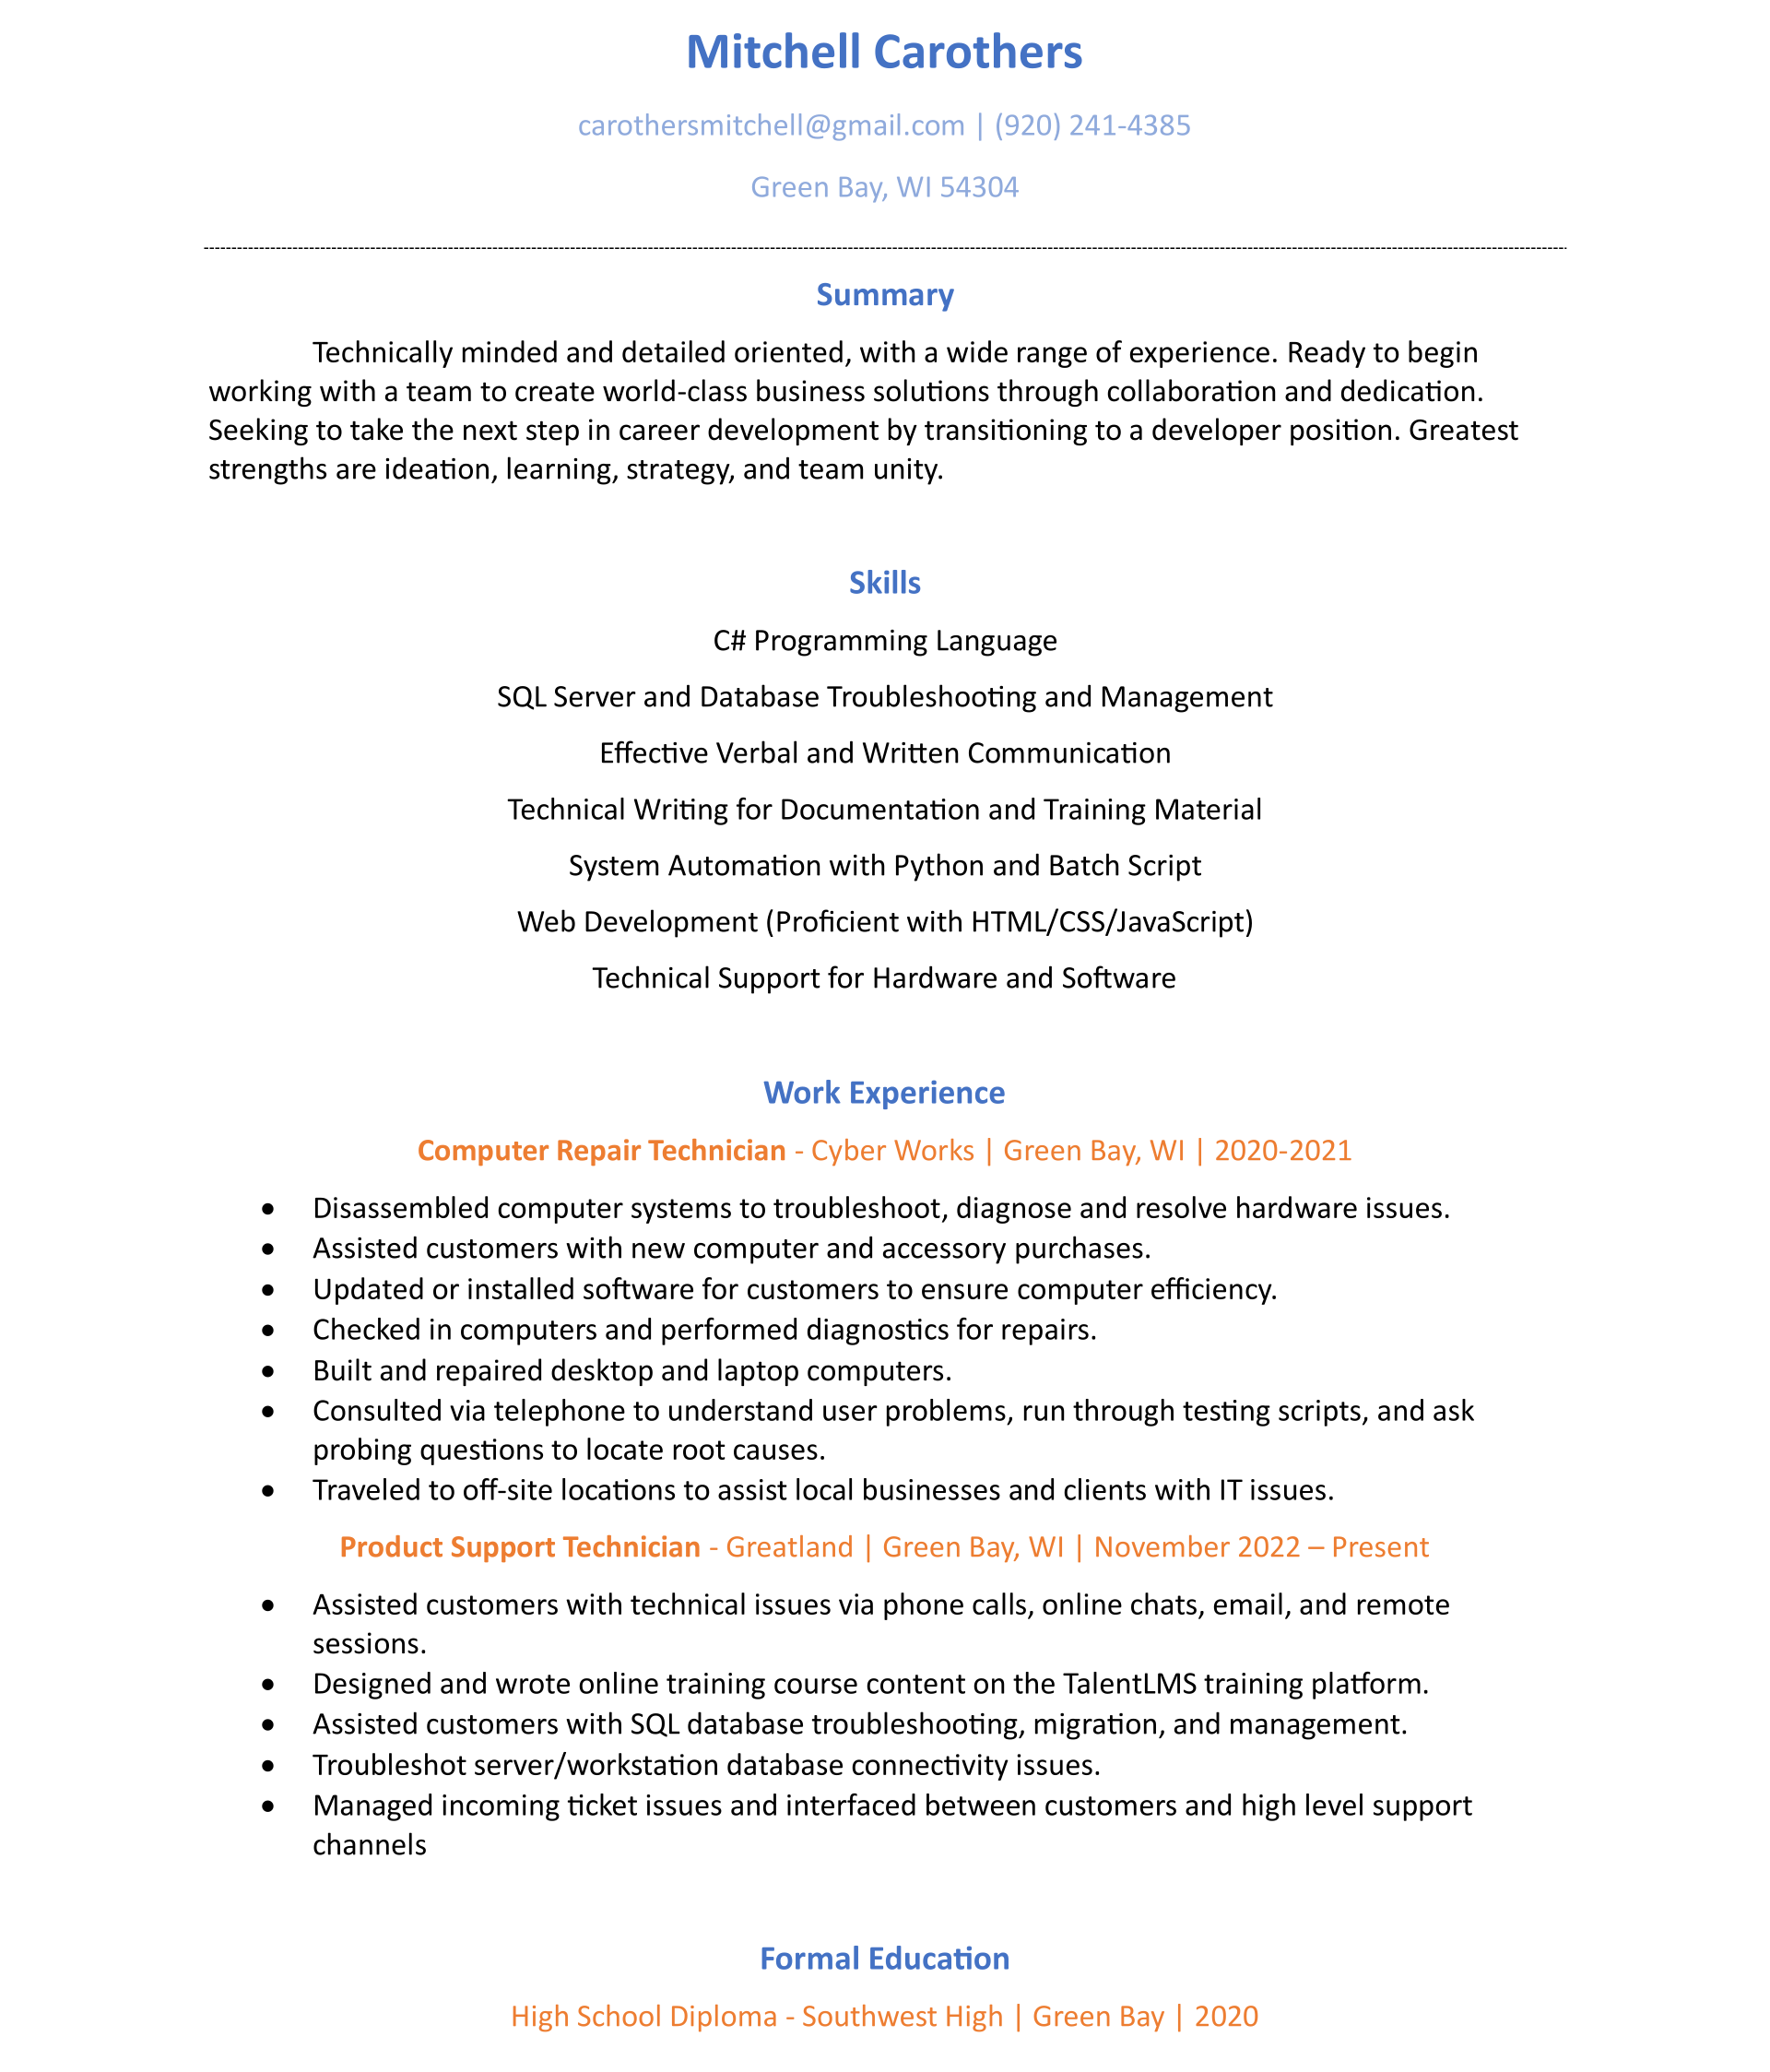 Mitchell Carothers
carothersmitchell@gmail.com | (920) 241-4385
Green Bay, WI 54304
Summary
Technically minded and detailed oriented, with a wide range of experience. Ready to begin
working with a team to create world-class business solutions through collaboration and dedication.
Seeking to take the next step in career development by transitioning to a developer position. Greatest
strengths are ideation, learning, strategy, and team unity.
Skills
C# Programming Language
SQL Server and Database Troubleshooting and Management
Effective Verbal and Written Communication
Technical Writing for Documentation and Training Material
System Automation with Python and Batch Script
Web Development (Proficient with HTML/CSS/JavaScript)
Technical Support for Hardware and Software
Work Experience
Computer Repair Technician - Cyber Works | Green Bay, WI | 2020-2021
• Disassembled computer systems to troubleshoot, diagnose and resolve hardware issues.
• Assisted customers with new computer and accessory purchases.
• Updated or installed software for customers to ensure computer efficiency.
• Checked in computers and performed diagnostics for repairs.
• Built and repaired desktop and laptop computers.
• Consulted via telephone to understand user problems, run through testing scripts, and ask
probing questions to locate root causes.
• Traveled to off-site locations to assist local businesses and clients with IT issues.
Product Support Technician - Greatland | Green Bay, WI | November 2022 – Present
• Assisted customers with technical issues via phone calls, online chats, email, and remote
sessions.
• Designed and wrote online training course content on the TalentLMS training platform.
• Assisted customers with SQL database troubleshooting, migration, and management.
• Troubleshot server/workstation database connectivity issues.
• Managed incoming ticket issues and interfaced between customers and high level support
channels
Formal Education
High School Diploma - Southwest High | Green Bay | 2020